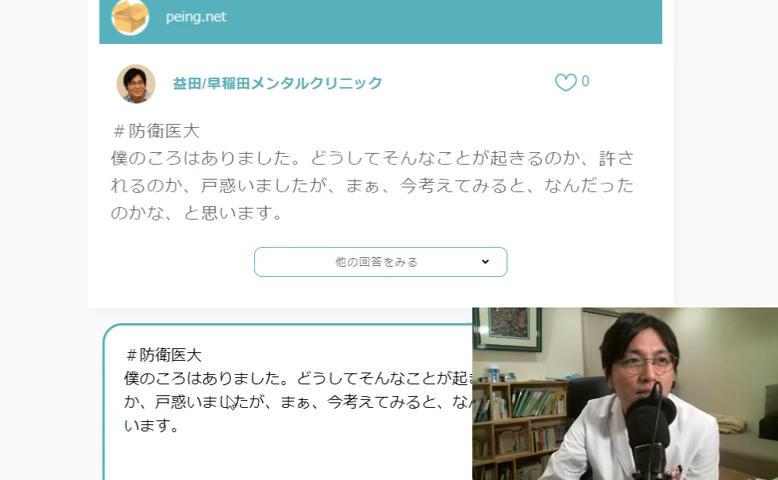 peing.net
益田/早稲田メンタルクリニック
0
＃防衛医大
僕のころはありました。どうしてそんなことが起きるのか、許さ
れるのか、戸惑いましたが、まぁ、今考えてみると、なんだった
のかな、と思います。
他の回答をみる
＃防衛医大
僕のころはありました。どうしてそんなことが起き
か、戸惑いましたが、まぁ、今考えてみると、なん
います。